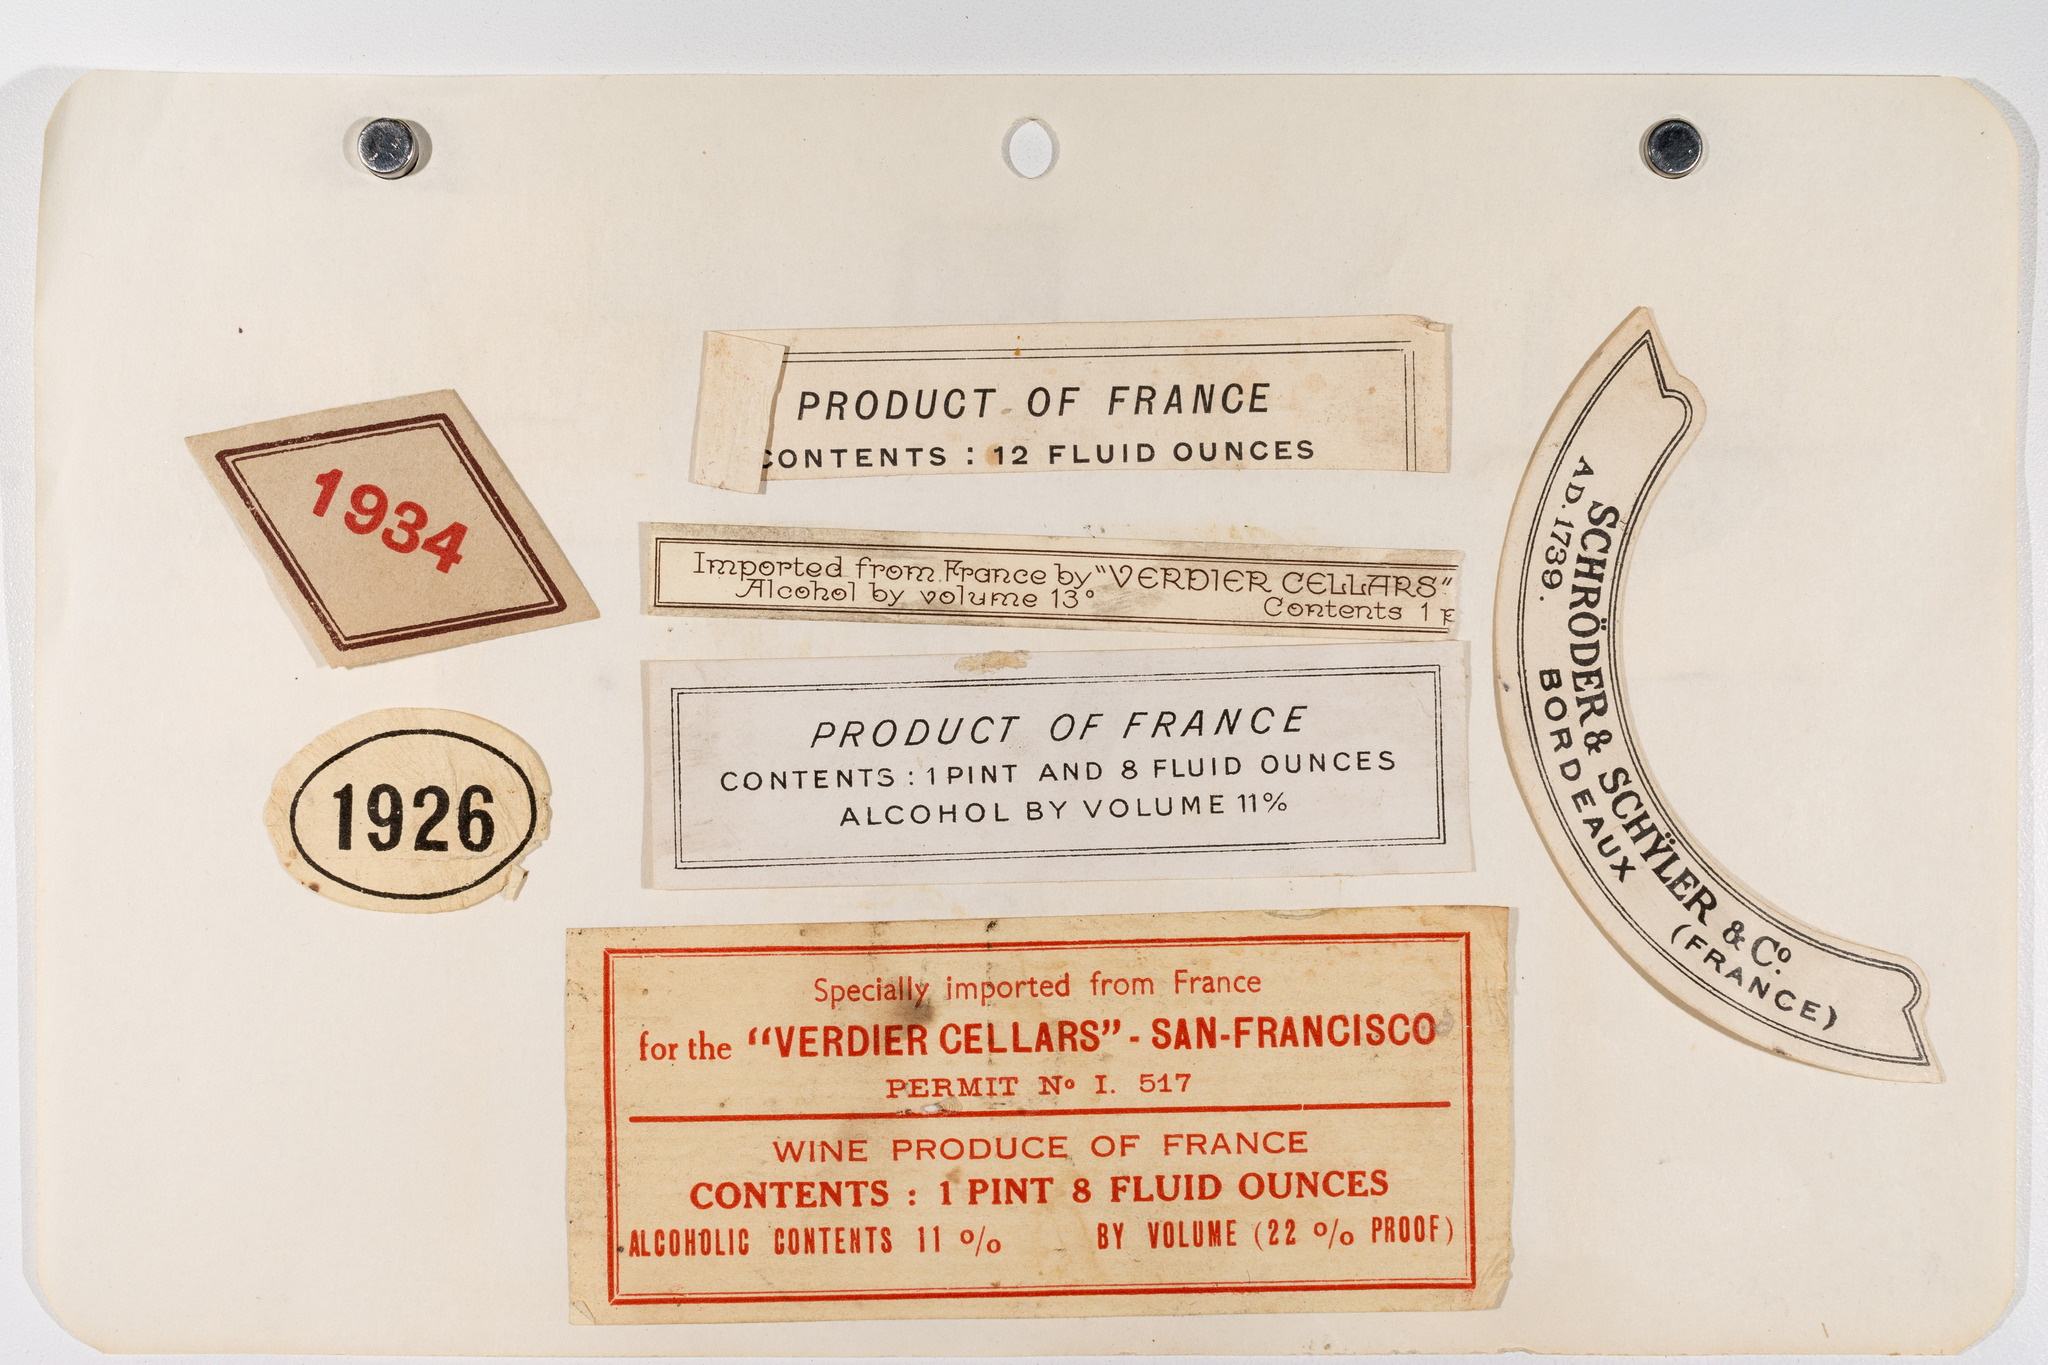 1934
1926
PRODUCT OF FRANCE
CONTENTS : 12 FLUID OUNCES
Imported from France by "VERDIER CELLARS"
Alcohol by volume 13° Contents 1
PRODUCT OF FRANCE
CONTENTS : 1 PINT AND 8 FLUID OUNCES
ALCOHOL BY VOLUME 11%
Specially imported from France
for the "VERDIER CELLARS" - SAN-FRANCISCO
PERMIT Nº I. 517
WINE PRODUCE OF FRANCE
CONTENTS : 1 PINT 8 FLUID OUNCES
ALCOHOLIC CONTENTS 11 % BY VOLUME (22 % PROOF)
SCHRÖDER & SCHŸLER & Cº.
AD. 1739. BORDEAUX (FRANCE)